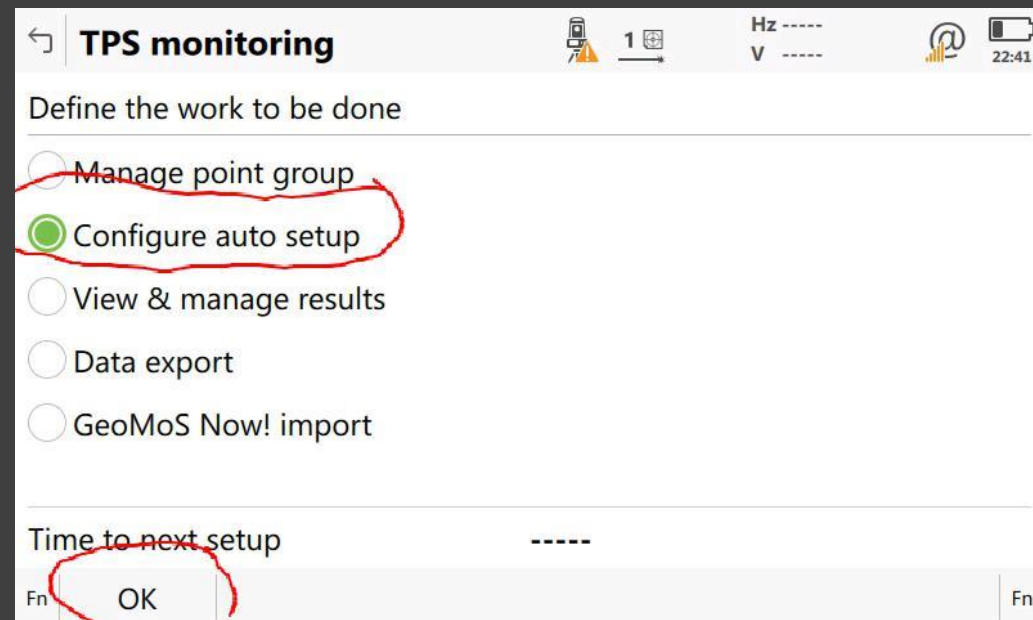 TPS monitoring
1
Hz -----
V -----
22:41
Define the work to be done
Manage point group
Configure auto setup
View & manage results
Data export
GeoMoS Now! import
Time to next setup -----
Fn OK Fn